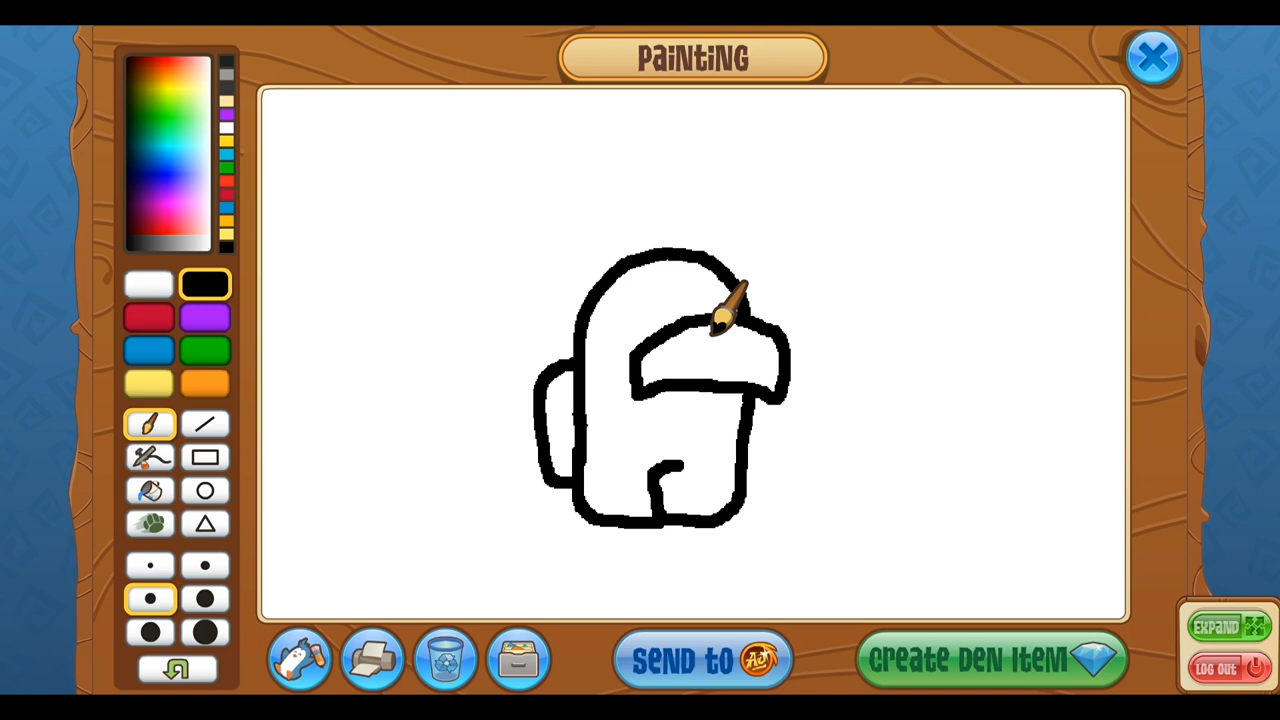 PAINTING
SEND TO AJ
CREATE DEN ITEM
EXPAND
LOG OUT